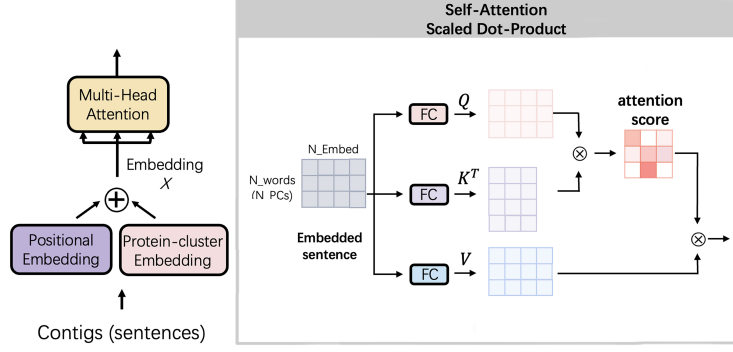 Self-Attention
Scaled Dot-Product
Multi-Head
Attention
Embedding
X
Positional
Embedding
Protein-cluster
Embedding
Contigs (sentences)
N_Embed
N_words
(N_PCs)
Embedded
sentence
FC
Q
FC
K^T
FC
V
attention
score